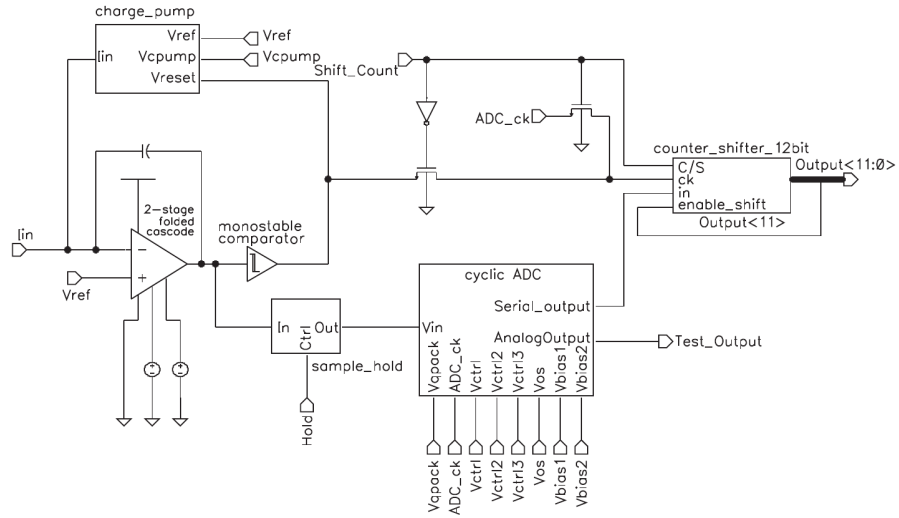 charge_pump
Iin
Vref
Vcpump
Vreset
Vref
Vcpump
Shift_Count
ADC_ck
counter_shifter_12bit
C/S
ck
in
enable_shift
Output<11:0>
Output<11>
2-stage
folded
cascode
monostable
comparator
Iin
Vref
−
+
In
Ctrl
Out
sample_hold
Hold
cyclic ADC
Serial_output
AnalogOutput
Vin
Vqpack
ADC_ck
Vctrl
Vctrl2
Vctrl3
Vos
Vbias1
Vbias2
Test_Output
Vqpack
ADC_ck
Vctrl
Vctrl2
Vctrl3
Vos
Vbias1
Vbias2